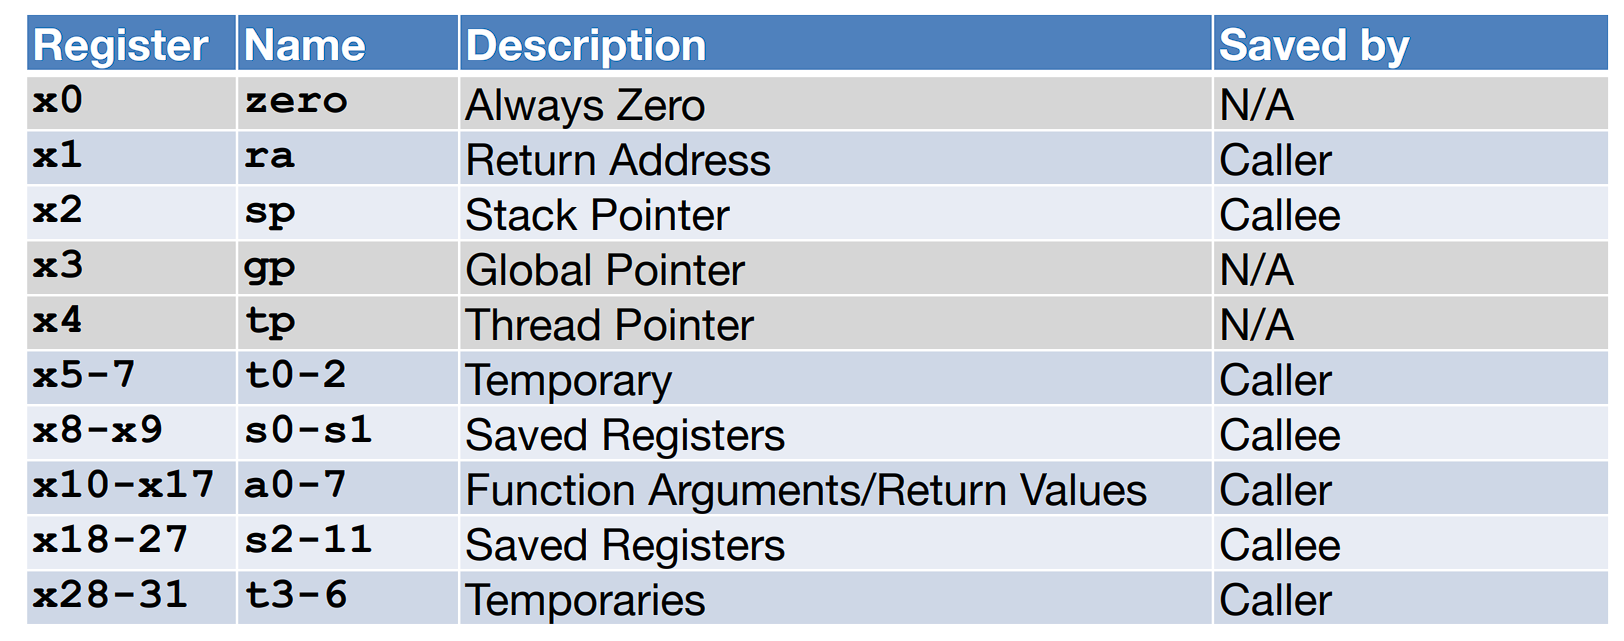 Register Name Description Saved by
x0 zero Always Zero N/A
x1 ra Return Address Caller
x2 sp Stack Pointer Callee
x3 gp Global Pointer N/A
x4 tp Thread Pointer N/A
x5-7 t0-2 Temporary Caller
x8-x9 s0-s1 Saved Registers Callee
x10-x17 a0-7 Function Arguments/Return Values Caller
x18-27 s2-11 Saved Registers Callee
x28-31 t3-6 Temporaries Caller